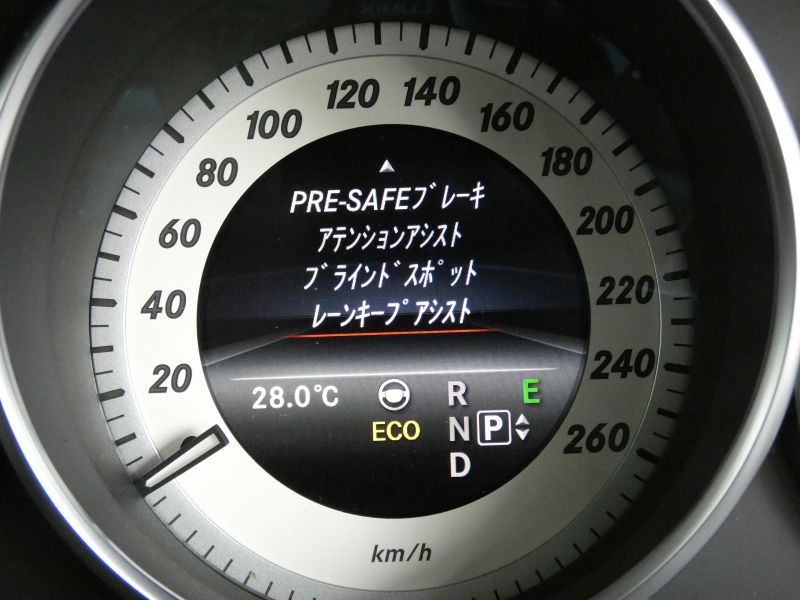 120 140
100 160
80 180
60 200
40 220
20 240
260
PRE-SAFEブレーキ
アテンションアシスト
ブラインドスポット
レーンキープアシスト
28.0℃ R E
ECO N P
D
km/h